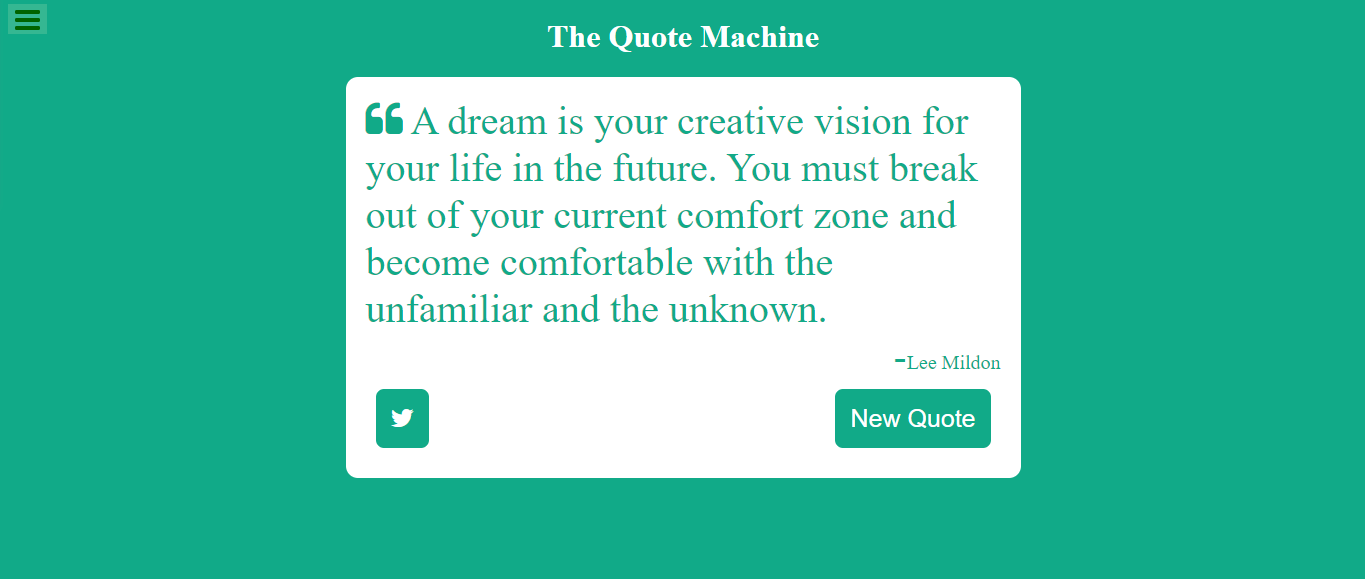 The Quote Machine
❝ A dream is your creative vision for
your life in the future. You must break
out of your current comfort zone and
become comfortable with the
unfamiliar and the unknown.
-Lee Mildon
New Quote